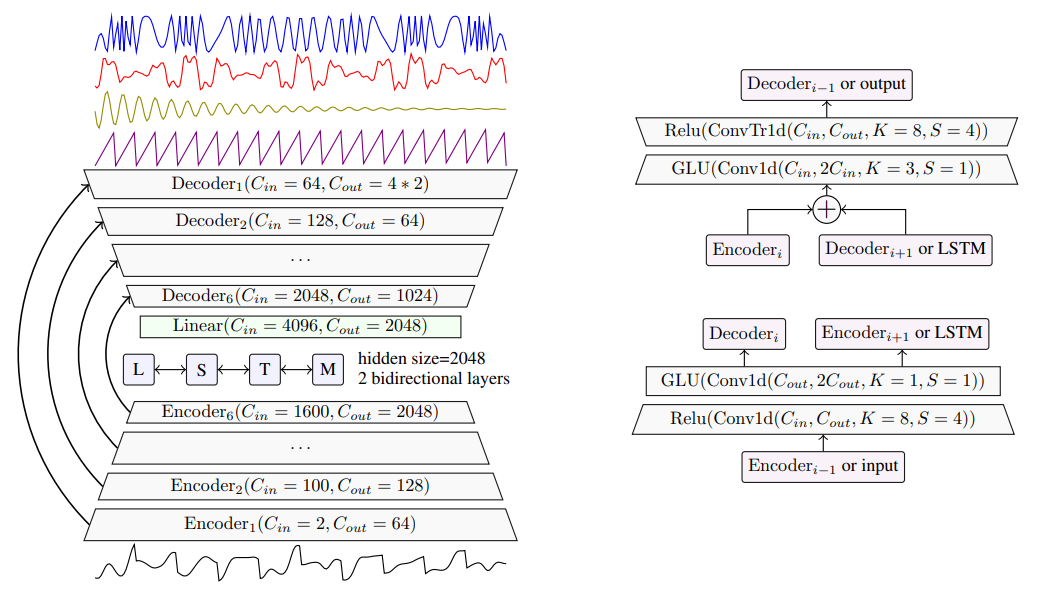 Decoder₁(C_in = 64, C_out = 4 * 2)
Decoder₂(C_in = 128, C_out = 64)
...
Decoder₆(C_in = 2048, C_out = 1024)
Linear(C_in = 4096, C_out = 2048)
L S T M
hidden size=2048
2 bidirectional layers
Encoder₆(C_in = 1600, C_out = 2048)
...
Encoder₂(C_in = 100, C_out = 128)
Encoder₁(C_in = 2, C_out = 64)
Decoder_{i−1} or output
Relu(ConvTr1d(C_in, C_out, K = 8, S = 4))
GLU(Conv1d(C_in, 2C_in, K = 3, S = 1))
+
Encoder_i Decoder_{i+1} or LSTM
Decoder_i Encoder_{i+1} or LSTM
GLU(Conv1d(C_out, 2C_out, K = 1, S = 1))
Relu(Conv1d(C_in, C_out, K = 8, S = 4))
Encoder_{i−1} or input